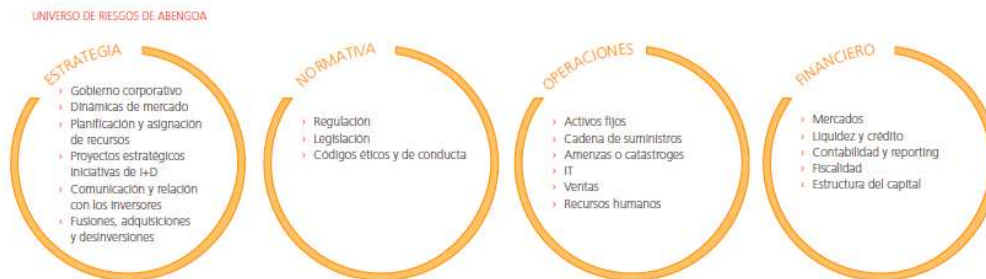 UNIVERSO DE RIESGOS DE ABENGOA
ESTRATEGIA
› Gobierno corporativo
› Dinámicas de mercado
› Planificación y asignación
de recursos
› Proyectos estratégicos
iniciativas de I+D
› Comunicación y relación
con los inversores
› Fusiones, adquisiciones
y desinversiones
NORMATIVA
› Regulación
› Legislación
› Códigos éticos y de conducta
OPERACIONES
› Activos fijos
› Cadena de suministros
› Amenzas o catástroges
› IT
› Ventas
› Recursos humanos
FINANCIERO
› Mercados
› Liquidez y crédito
› Contabilidad y reporting
› Fiscalidad
› Estructura del capital